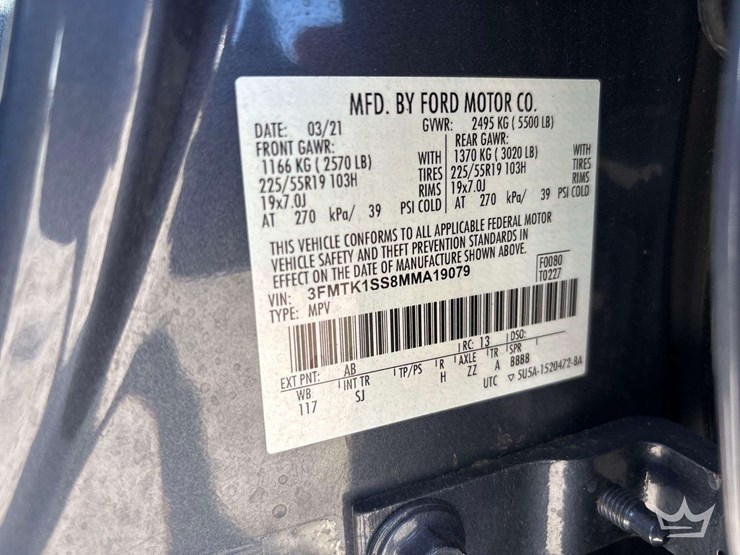 MFD. BY FORD MOTOR CO.
DATE: 03/21 GVWR: 2495 KG ( 5500 LB)
FRONT GAWR: REAR GAWR:
1166 KG ( 2570 LB) WITH 1370 KG ( 3020 LB) WITH
225/55R19 103H TIRES 225/55R19 103H TIRES
19x7.0J RIMS 19x7.0J RIMS
AT 270 kPa/ 39 PSI COLD AT 270 kPa/ 39 PSI COLD
THIS VEHICLE CONFORMS TO ALL APPLICABLE FEDERAL MOTOR
VEHICLE SAFETY AND THEFT PREVENTION STANDARDS IN
EFFECT ON THE DATE OF MANUFACTURE SHOWN ABOVE.
VIN: 3FMTK1SS8MMA19079 F0080
TYPE: MPV T0227
EXT PNT: AB RC: 13 DSO:
WB INT TR TP/PS R AXLE TR SPR
117 SJ H ZZ A BBBB
UTC 5U5A-1520472-BA